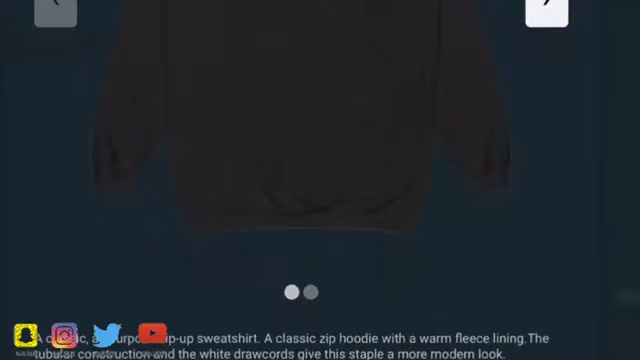 A classic, all purpose zip-up sweatshirt. A classic zip hoodie with a warm fleece lining.The
tubular construction and the white drawcords give this staple a more modern look.